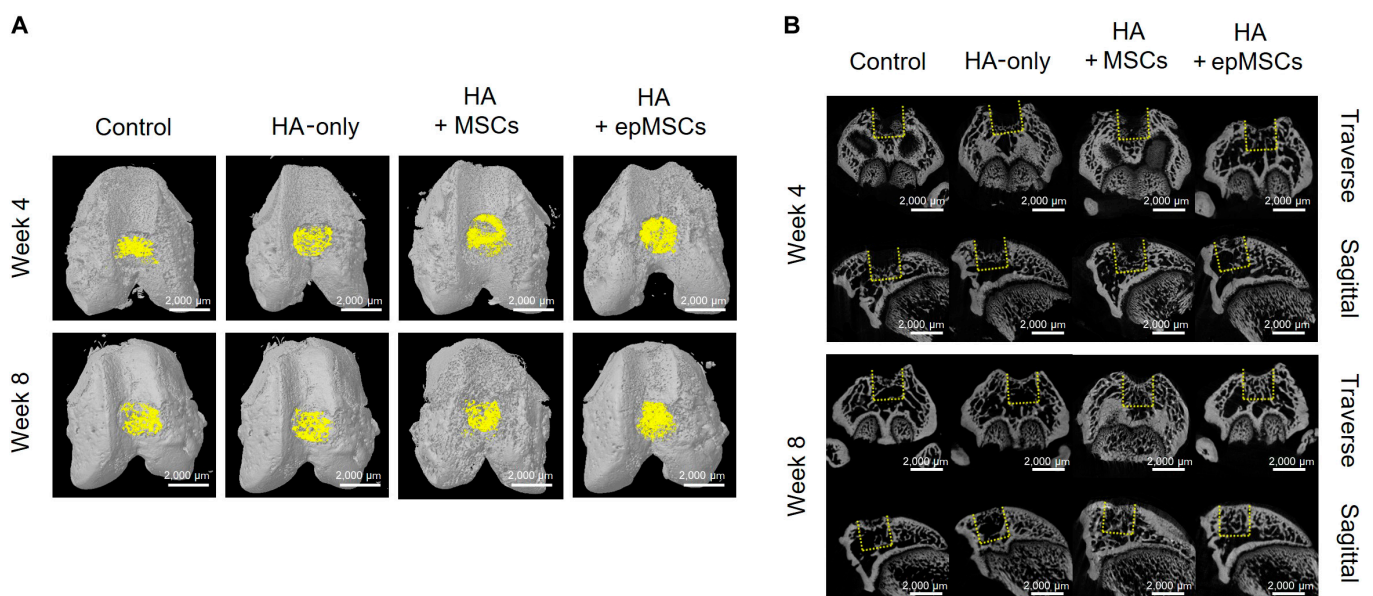 A
Control
HA-only
HA
+ MSCs
HA
+ epMSCs
Week 4
2,000 µm
2,000 µm
2,000 µm
2,000 µm
Week 8
2,000 µm
2,000 µm
2,000 µm
2,000 µm
B
Control
HA-only
HA
+ MSCs
HA
+ epMSCs
Week 4
Traverse
2,000 µm
2,000 µm
2,000 µm
2,000 µm
Sagittal
2,000 µm
2,000 µm
2,000 µm
2,000 µm
Week 8
Traverse
2,000 µm
2,000 µm
2,000 µm
2,000 µm
Sagittal
2,000 µm
2,000 µm
2,000 µm
2,000 µm